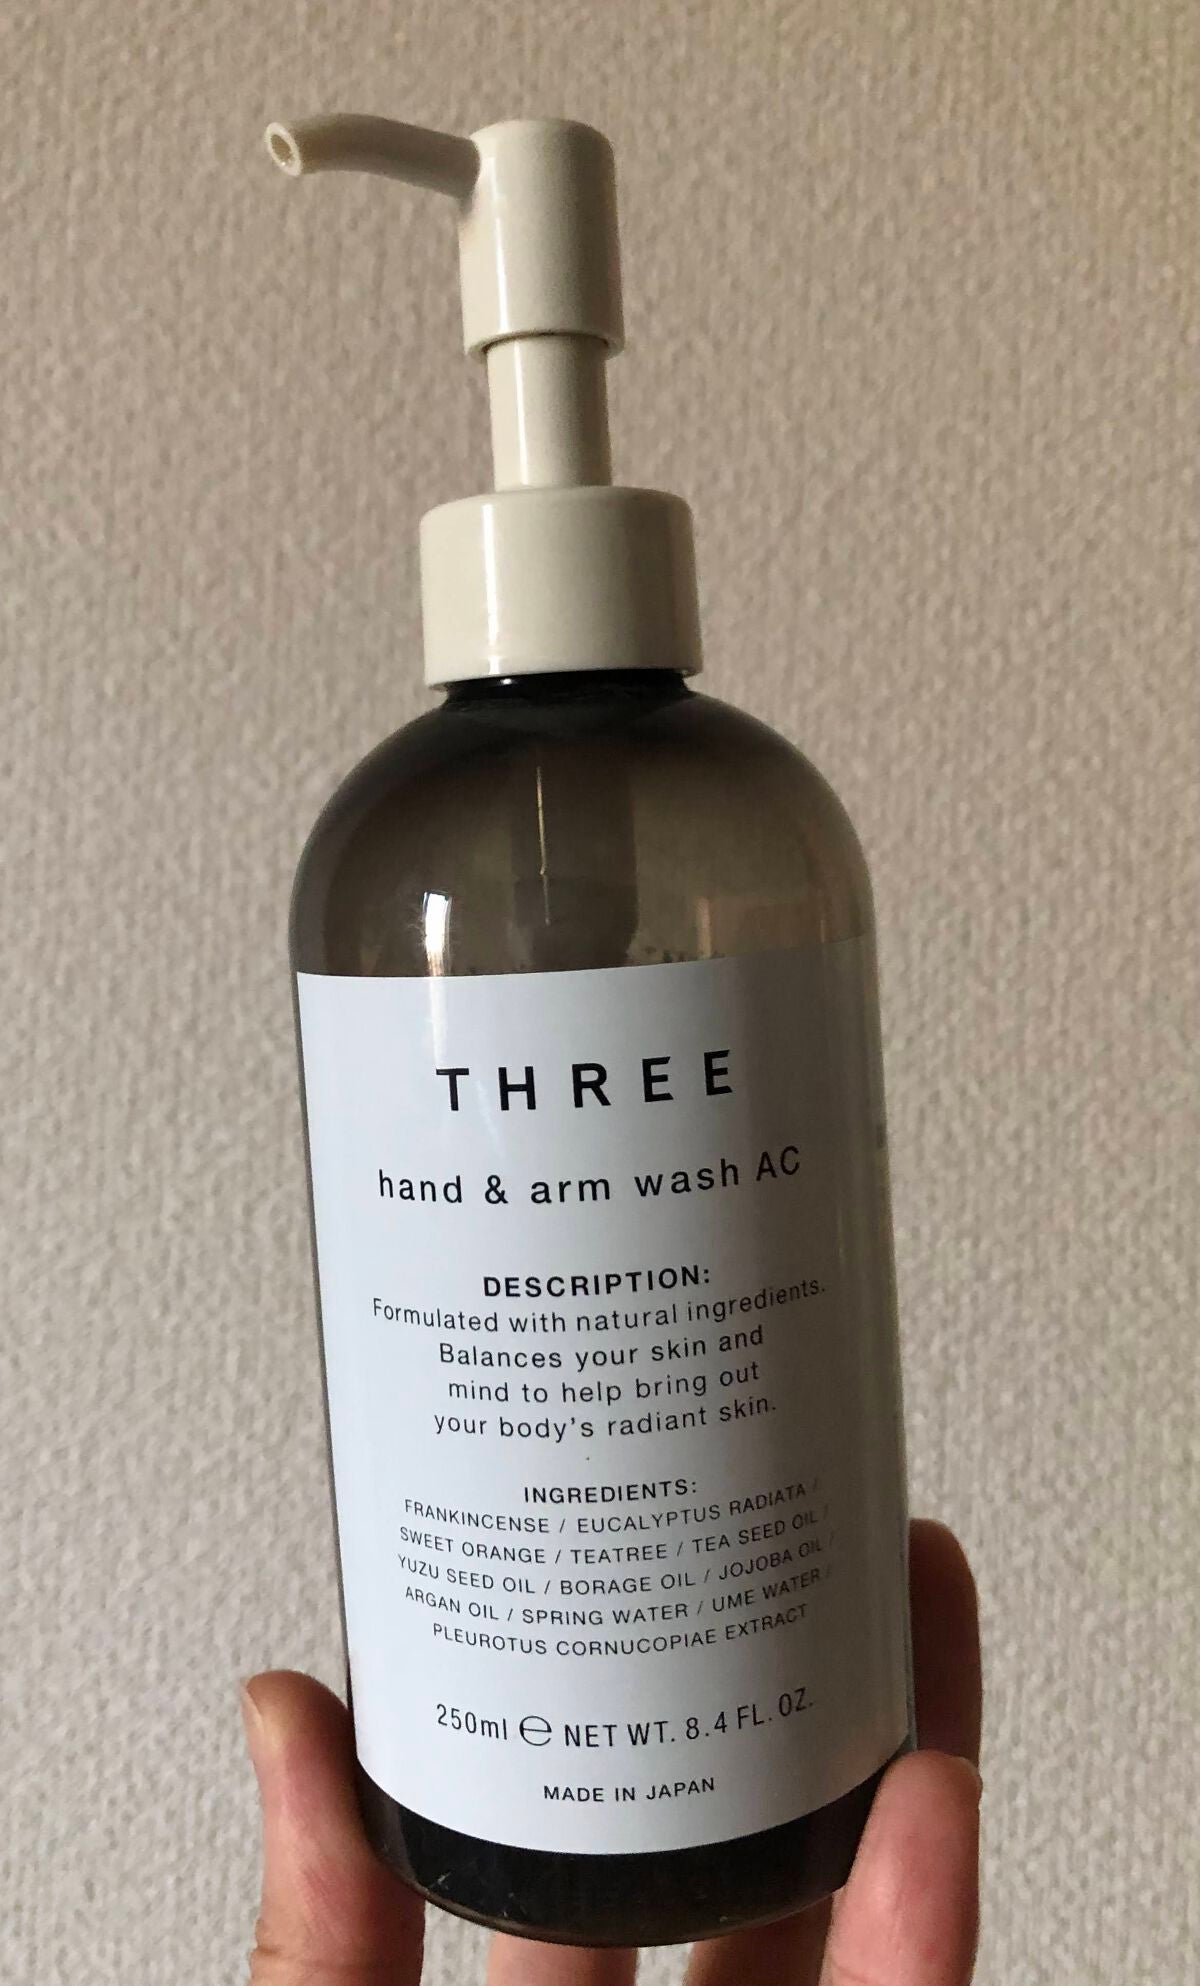 THREE
hand & arm wash AC
DESCRIPTION:
Formulated with natural ingredients.
Balances your skin and
mind to help bring out
your body's radiant skin.
INGREDIENTS:
FRANKINCENSE / EUCALYPTUS RADIATA /
SWEET ORANGE / TEATREE / TEA SEED OIL /
YUZU SEED OIL / BORAGE OIL / JOJOBA OIL /
ARGAN OIL / SPRING WATER / UME WATER /
PLEUROTUS CORNUCOPIAE EXTRACT
250ml ℮ NET WT. 8.4 FL. OZ.
MADE IN JAPAN